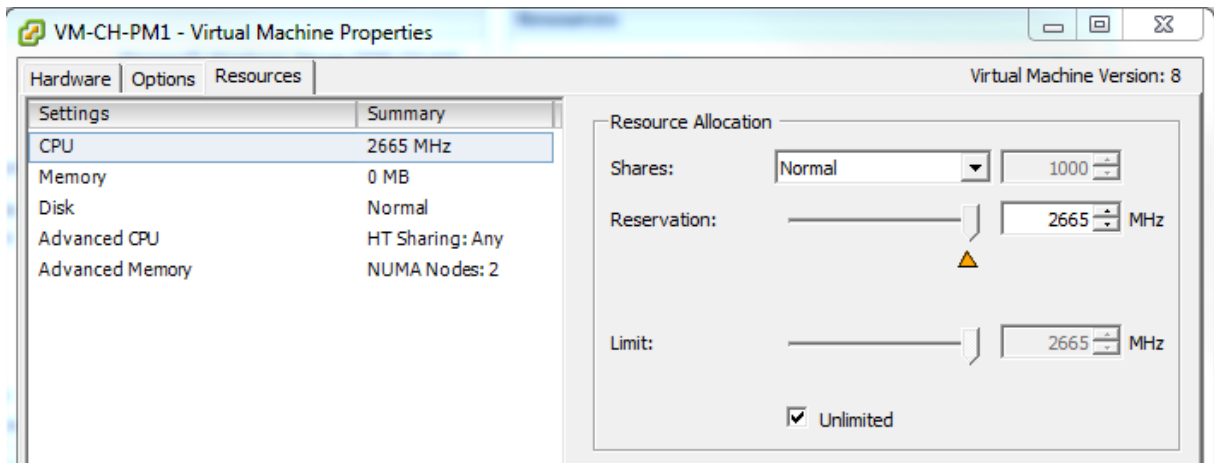 VM-CH-PM1 - Virtual Machine Properties
Hardware Options Resources
Virtual Machine Version: 8
Settings Summary
CPU 2665 MHz
Memory 0 MB
Disk Normal
Advanced CPU HT Sharing: Any
Advanced Memory NUMA Nodes: 2
Resource Allocation
Shares: Normal 1000
Reservation: 2665 MHz
Limit: 2665 MHz
Unlimited